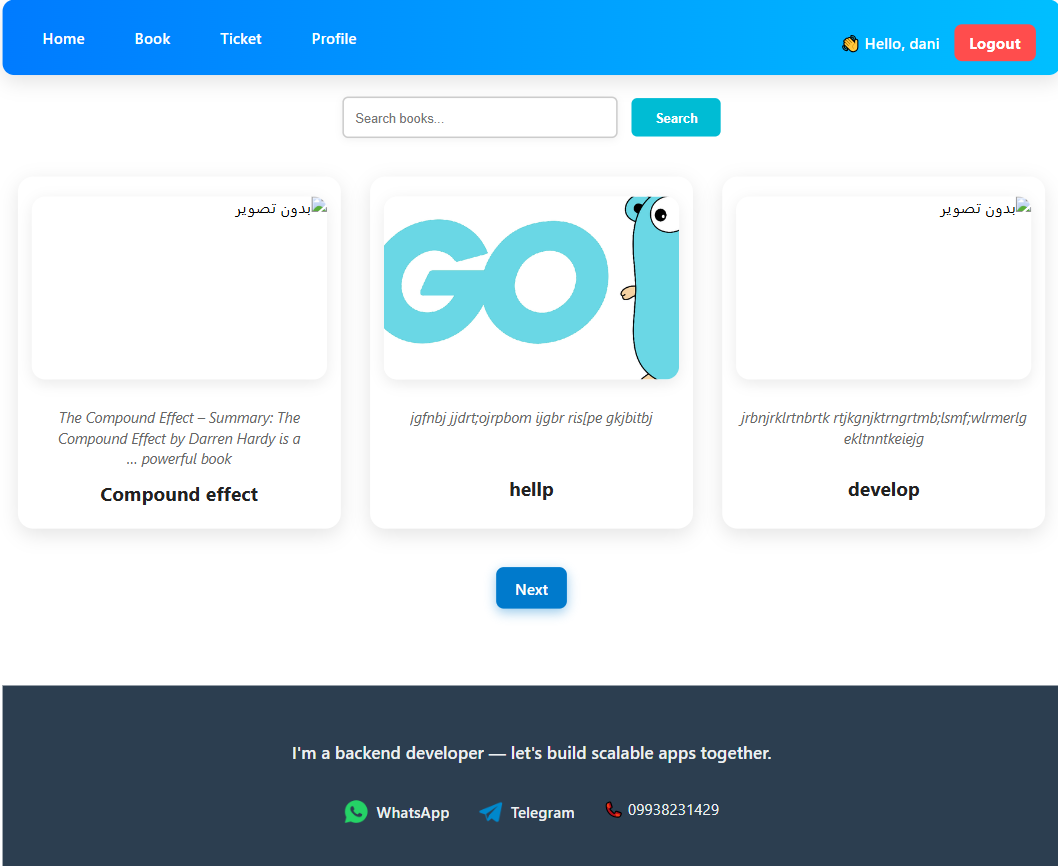 Home Book Ticket Profile 👋 Hello, dani Logout
Search books... Search
بدون تصویر
GO
بدون تصویر
The Compound Effect – Summary: The
Compound Effect by Darren Hardy is a
... powerful book
Compound effect
jgfnbj jjdrt;ojrpbom ijgbr ris[pe gkjbitbj
hellp
jrbnjrklrtnbrtk rtjkgnjktrngrtmb;lsmf;wlrmerlg
ekltnntkeiejg
develop
Next
I'm a backend developer — let's build scalable apps together.
WhatsApp Telegram 📞 09938231429